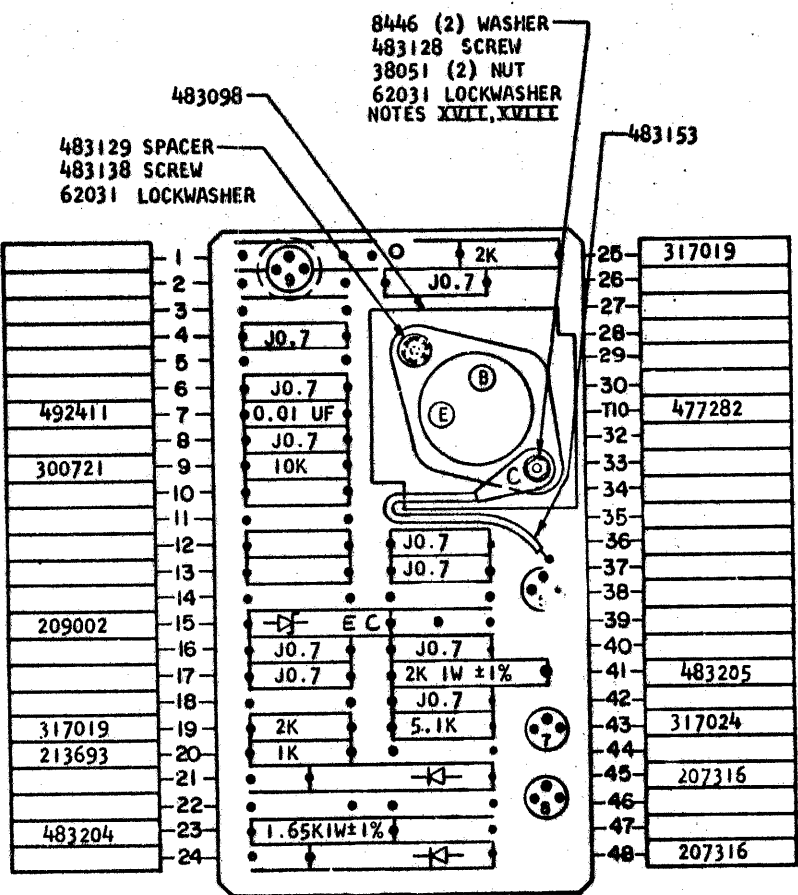 8446 (2) WASHER
483128 SCREW
38051 (2) NUT
62031 LOCKWASHER
NOTES XVII, XVIII
483098
483153
483129 SPACER
483138 SCREW
62031 LOCKWASHER
1 9 2K 25 317019
2 J0.7 26
3 27
4 J0.7 28
5 29
6 J0.7 B 30
492411 7 0.01 UF E T10 477282
8 J0.7 32
300721 9 10K C 33
10 34
11 35
12 J0.7 36
13 J0.7 37
14 38
209002 15 E C 39
16 J0.7 J0.7 40
17 J0.7 2K 1W ±1% 41 483205
18 J0.7 42
317019 19 2K 5.1K 7 43 317024
213693 20 1K 44
21 45 207316
22 8 46
483204 23 1.65K1W±1% 47
24 48 207316